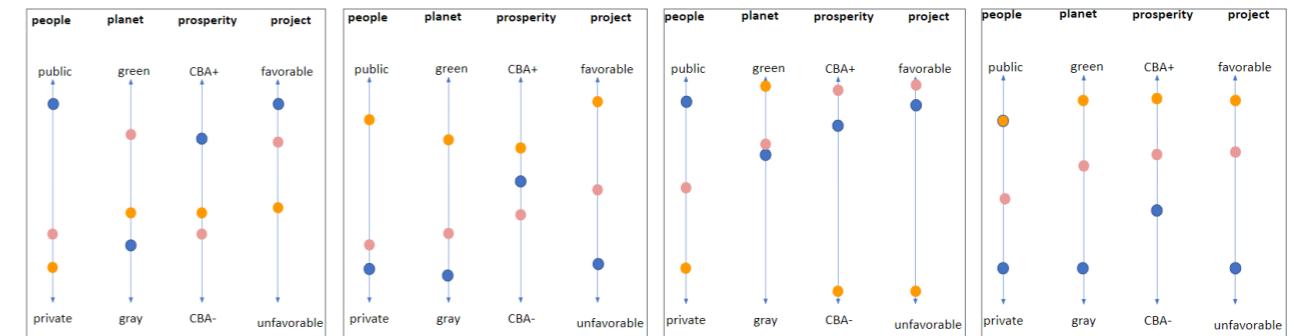 people planet prosperity project
public green CBA+ favorable
private gray CBA- unfavorable
people planet prosperity project
public green CBA+ favorable
private gray CBA- unfavorable
people planet prosperity project
public green CBA+ favorable
private gray CBA- unfavorable
people planet prosperity project
public green CBA+ favorable
private gray CBA- unfavorable